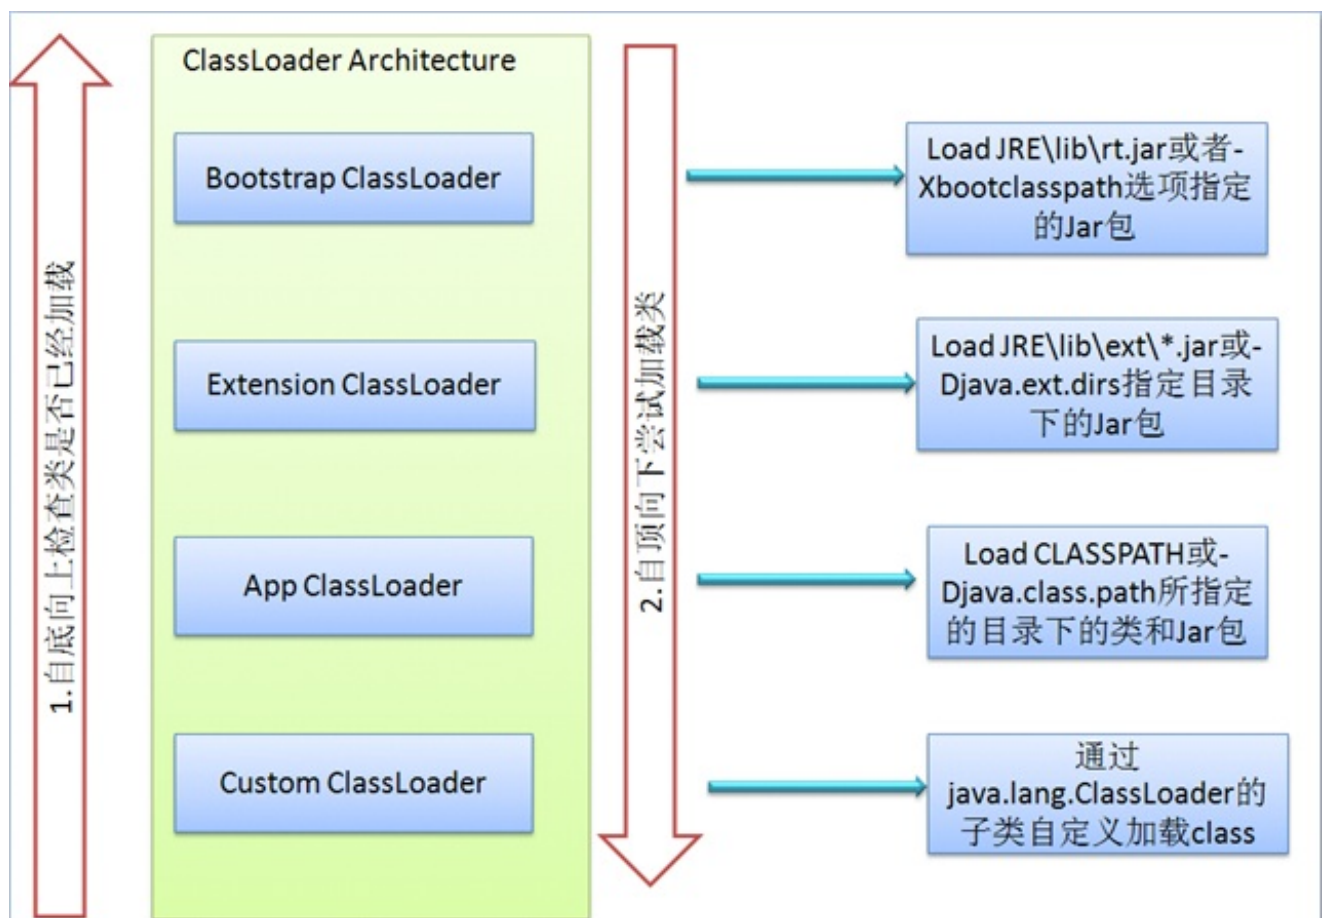 ClassLoader Architecture
1.自底向上检查类是否已经加载
2.自顶向下尝试加载类
Bootstrap ClassLoader
Load JRE\lib\rt.jar或者-
Xbootclasspath选项指定
的Jar包
Extension ClassLoader
Load JRE\lib\ext\*.jar或-
Djava.ext.dirs指定目录
下的Jar包
App ClassLoader
Load CLASSPATH或-
Djava.class.path所指定
的目录下的类和Jar包
Custom ClassLoader
通过
java.lang.ClassLoader的
子类自定义加载class